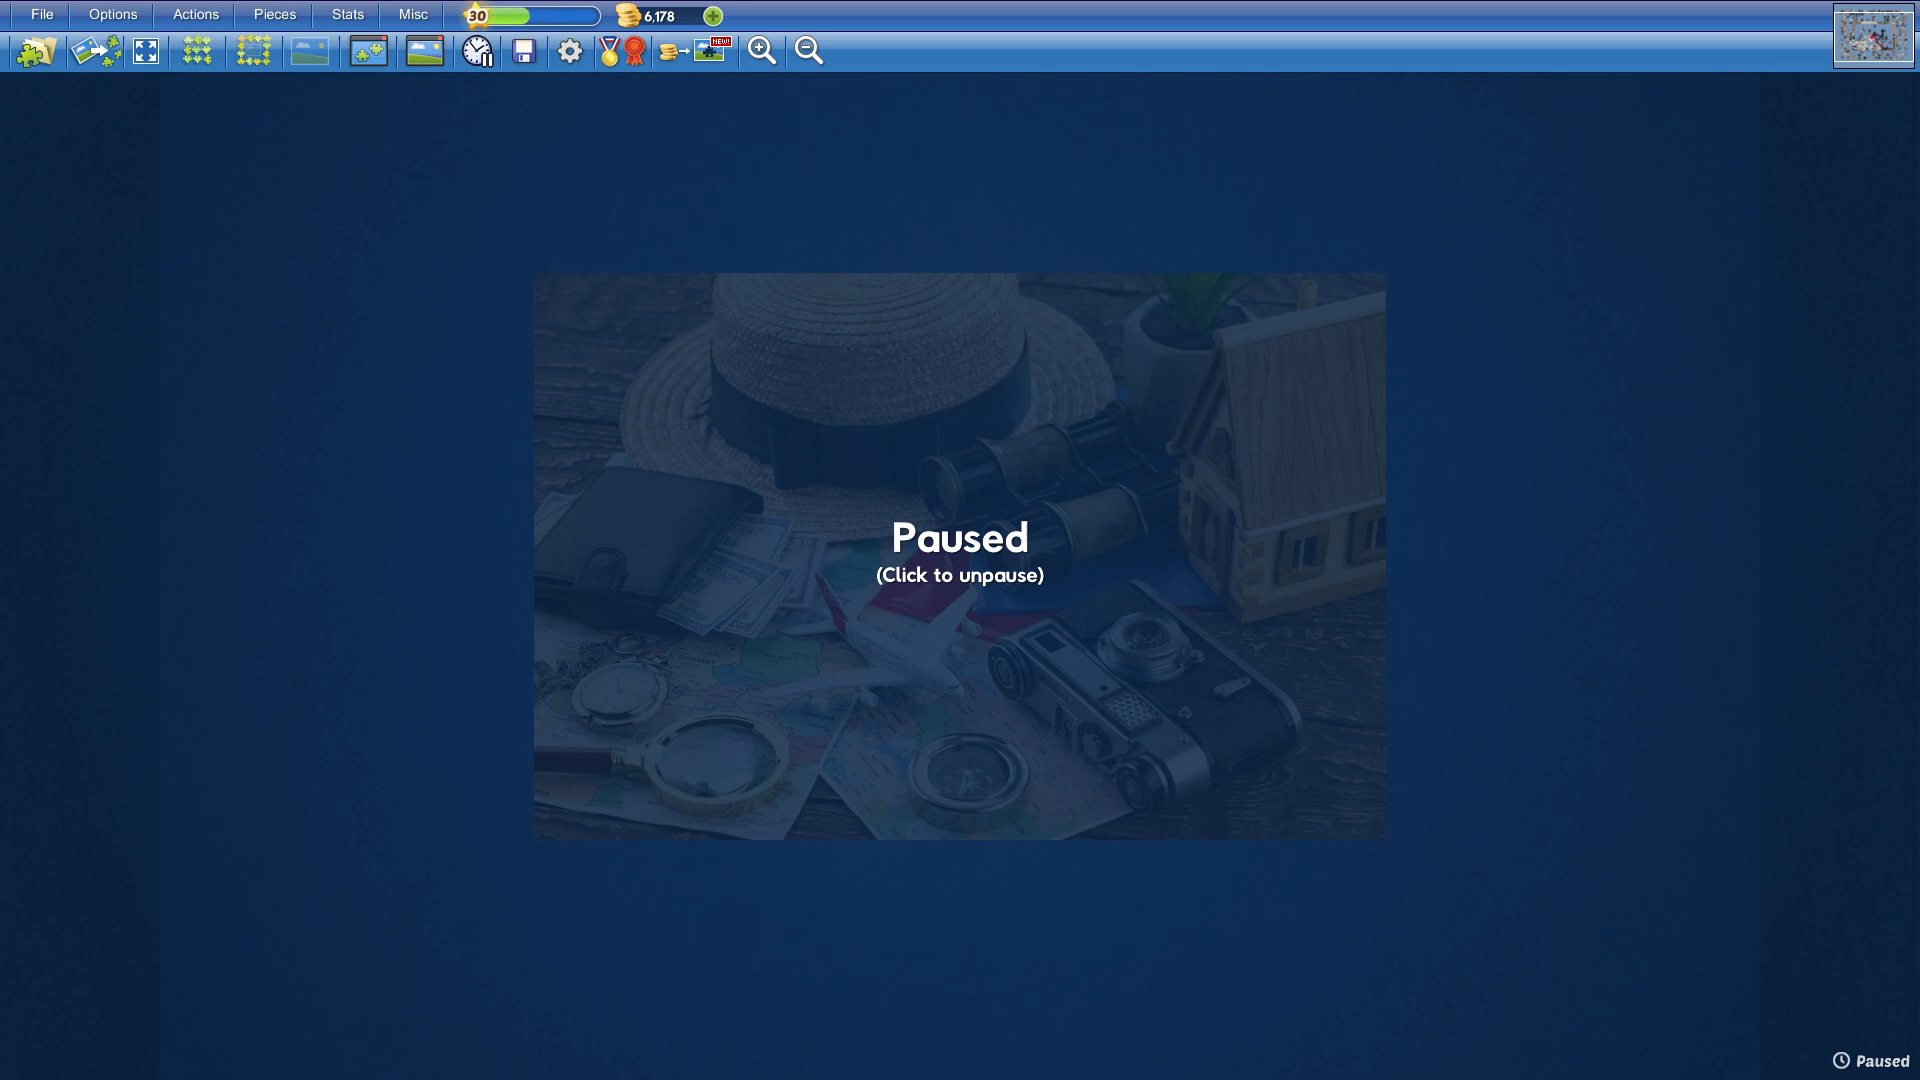 File Options Actions Pieces Stats Misc 30 6,178
NEW!
Paused
(Click to unpause)
Paused